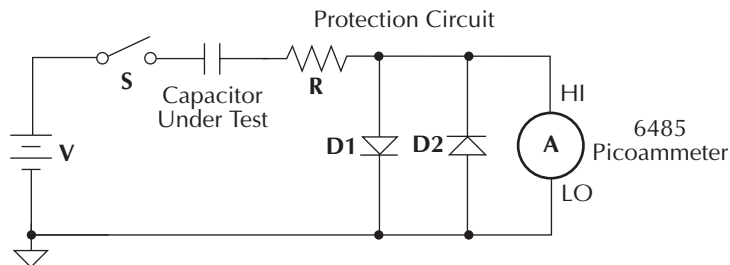 Protection Circuit
S
Capacitor
Under Test
R
V
D1
D2
HI
A
LO
6485
Picoammeter